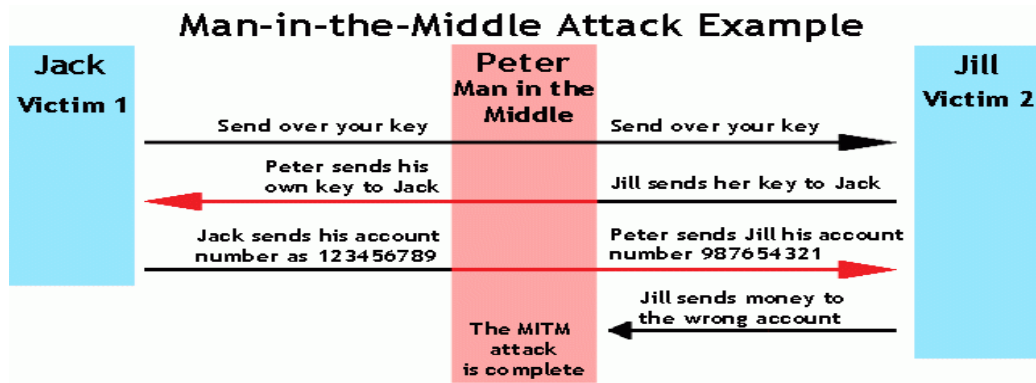 Man-in-the-Middle Attack Example
Jack
Victim 1
Peter
Man in the
Middle
Jill
Victim 2
Send over your key
Send over your key
Peter sends his
own key to Jack
Jill sends her key to Jack
Jack sends his account
number as 123456789
Peter sends Jill his account
number 987654321
Jill sends money to
the wrong account
The MITM
attack
is complete